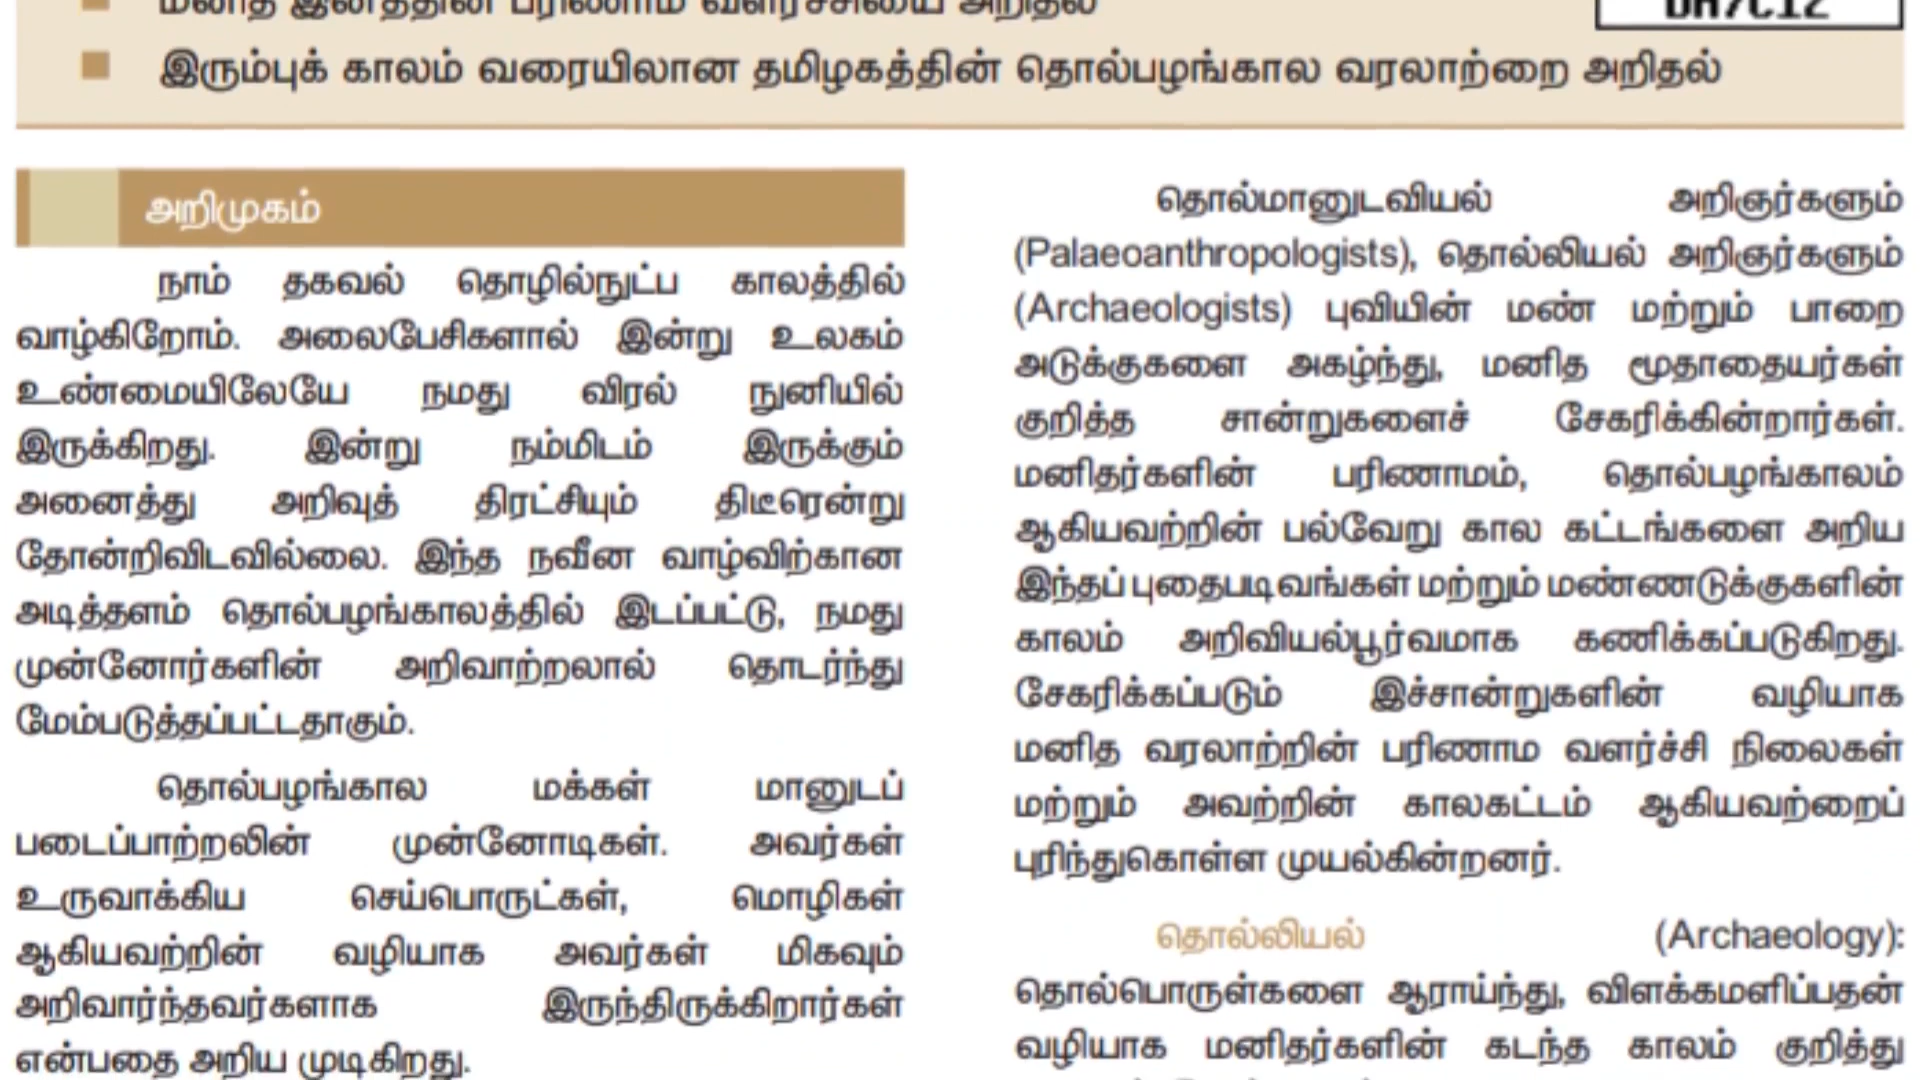 மனித இனத்தின் பரிணாம வளர்ச்சியை அறிதல்
இரும்புக் காலம் வரையிலான தமிழகத்தின் தொல்பழங்கால வரலாற்றை அறிதல்
அறிமுகம்
நாம் தகவல் தொழில்நுட்ப காலத்தில்
வாழ்கிறோம். அலைபேசிகளால் இன்று உலகம்
உண்மையிலேயே நமது விரல் நுனியில்
இருக்கிறது. இன்று நம்மிடம் இருக்கும்
அனைத்து அறிவுத் திரட்சியும் திடீரென்று
தோன்றிவிடவில்லை. இந்த நவீன வாழ்விற்கான
அடித்தளம் தொல்பழங்காலத்தில் இடப்பட்டு, நமது
முன்னோர்களின் அறிவாற்றலால் தொடர்ந்து
மேம்படுத்தப்பட்டதாகும்.
தொல்பழங்கால மக்கள் மானுடப்
படைப்பாற்றலின் முன்னோடிகள். அவர்கள்
உருவாக்கிய செய்பொருட்கள், மொழிகள்
ஆகியவற்றின் வழியாக அவர்கள் மிகவும்
அறிவார்ந்தவர்களாக இருந்திருக்கிறார்கள்
என்பதை அறிய முடிகிறது.
தொல்மானுடவியல் அறிஞர்களும்
(Palaeoanthropologists), தொல்லியல் அறிஞர்களும்
(Archaeologists) புவியின் மண் மற்றும் பாறை
அடுக்குகளை அகழ்ந்து, மனித மூதாதையர்கள்
குறித்த சான்றுகளைச் சேகரிக்கின்றார்கள்.
மனிதர்களின் பரிணாமம், தொல்பழங்காலம்
ஆகியவற்றின் பல்வேறு கால கட்டங்களை அறிய
இந்தப் புதைபடிவங்கள் மற்றும் மண்ணடுக்குகளின்
காலம் அறிவியல்பூர்வமாக கணிக்கப்படுகிறது.
சேகரிக்கப்படும் இச்சான்றுகளின் வழியாக
மனித வரலாற்றின் பரிணாம வளர்ச்சி நிலைகள்
மற்றும் அவற்றின் காலகட்டம் ஆகியவற்றைப்
புரிந்துகொள்ள முயல்கின்றனர்.
தொல்லியல் (Archaeology):
தொல்பொருள்களை ஆராய்ந்து, விளக்கமளிப்பதன்
வழியாக மனிதர்களின் கடந்த காலம் குறித்து